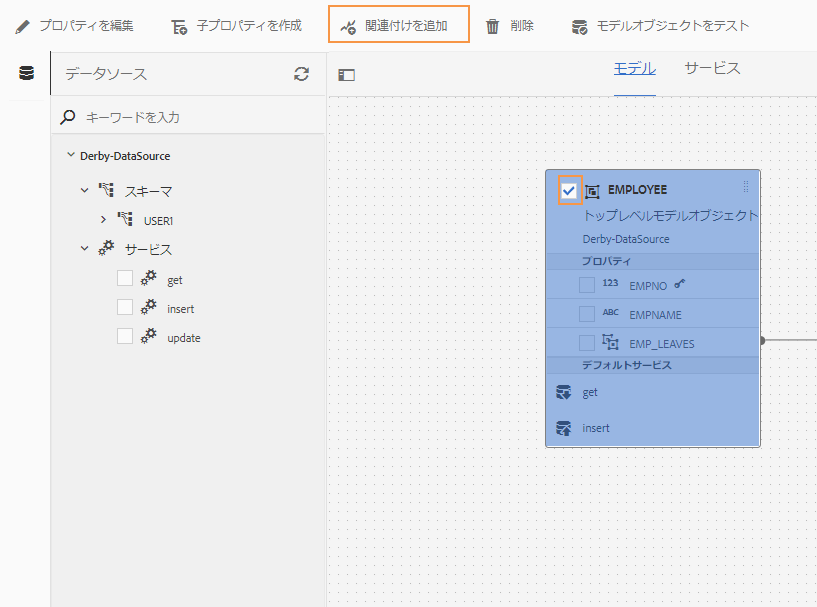 プロパティを編集 子プロパティを作成 関連付けを追加 削除 モデルオブジェクトをテスト
データソース
モデル サービス
キーワードを入力
Derby-DataSource
スキーマ
USER1
サービス
get
insert
update
EMPLOYEE
トップレベルモデルオブジェクト
Derby-DataSource
プロパティ
123 EMPNO
ABC EMPNAME
EMP_LEAVES
デフォルトサービス
get
insert